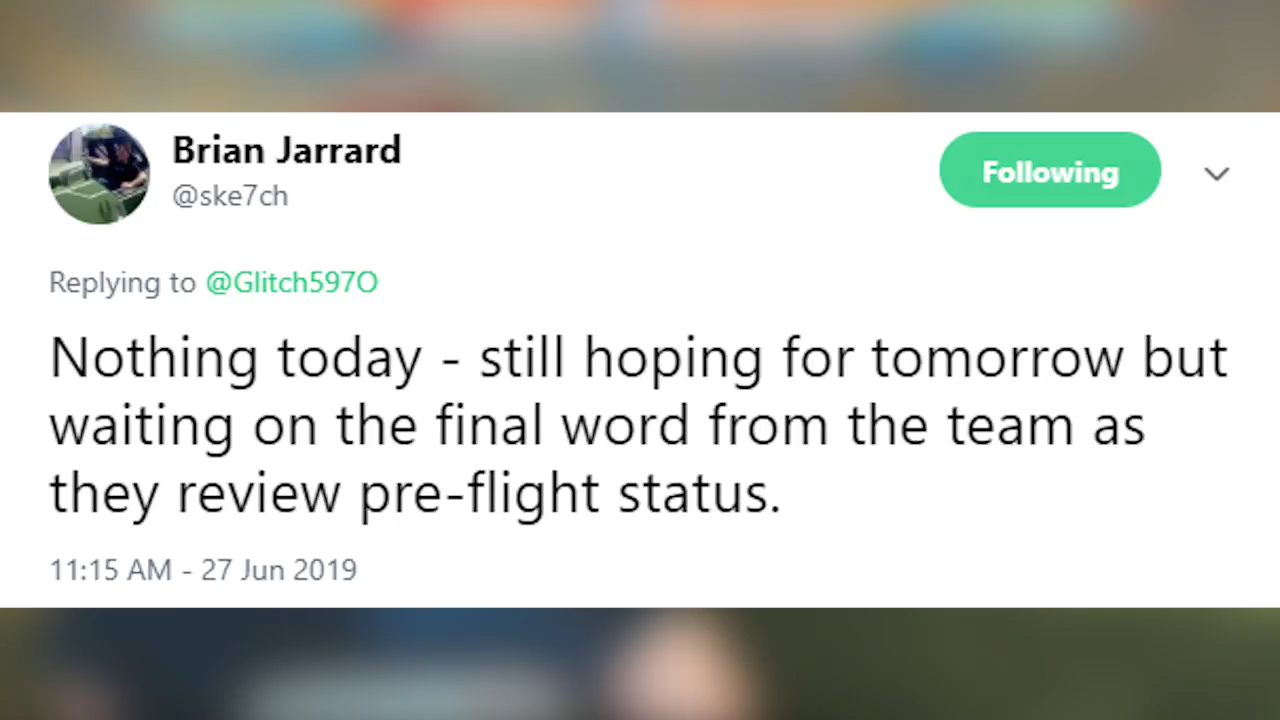 Brian Jarrard
@ske7ch
Following
Replying to @Glitch597O
Nothing today - still hoping for tomorrow but
waiting on the final word from the team as
they review pre-flight status.
11:15 AM - 27 Jun 2019